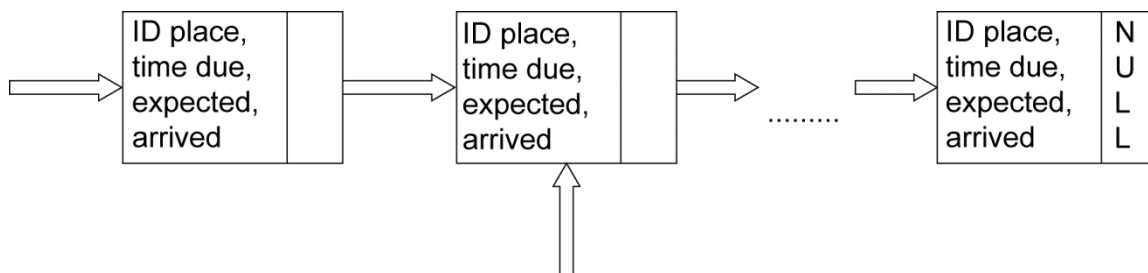 ID place,
time due,
expected,
arrived
ID place,
time due,
expected,
arrived
.........
ID place,
time due,
expected,
arrived
N
U
L
L